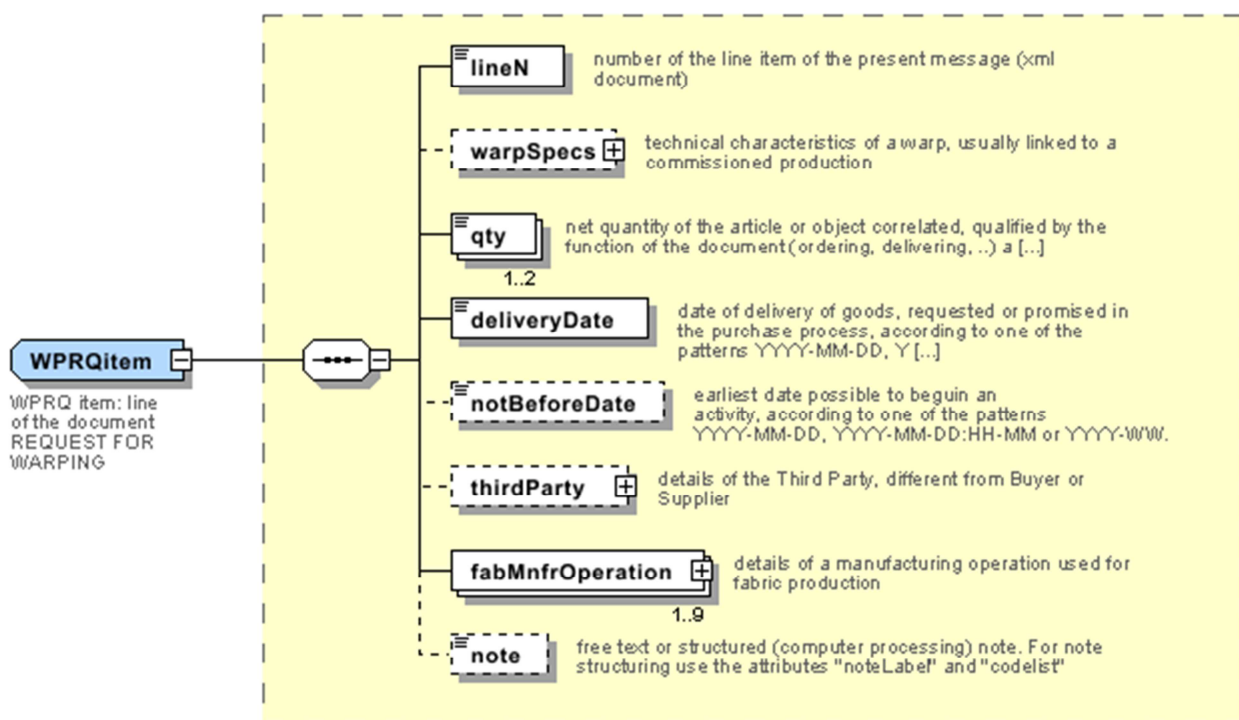 lineN
number of the line item of the present message (xml
document)
warpSpecs
technical characteristics of a warp, usually linked to a
commissioned production
qty
net quantity of the article or object correlated, qualified by the
function of the document (ordering, delivering, ..) a [...]
1..2
deliveryDate
date of delivery of goods, requested or promised in
the purchase process, according to one of the
patterns YYYY-MM-DD, Y [...]
WPRQitem
WPRQ item: line
of the document
REQUEST FOR
WARPING
notBeforeDate
earliest date possible to beguin an
activity, according to one of the patterns
YYYY-MM-DD, YYYY-MM-DD:HH-MM or YYYY-WW.
thirdParty
details of the Third Party, different from Buyer or
Supplier
fabMnfrOperation
details of a manufacturing operation used for
fabric production
1..9
note
free text or structured (computer processing) note. For note
structuring use the attributes "noteLabel" and "codelist"